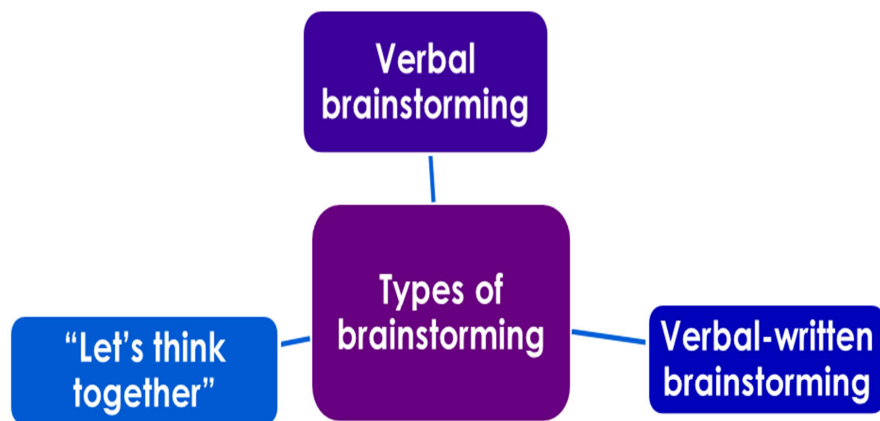 Verbal
brainstorming
Types of
brainstorming
“Let’s think
together”
Verbal-written
brainstorming